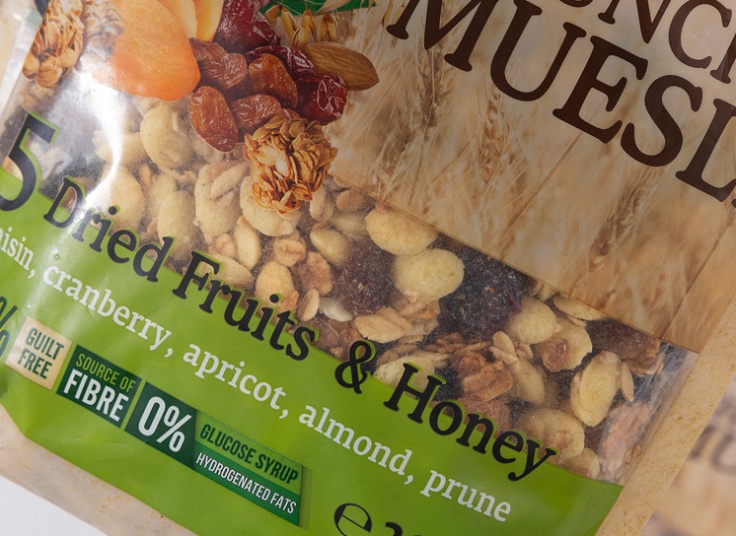 MUESL
5 Dried Fruits & Honey
cranberry, apricot, almond, prune
%
GUILT
FREE
SOURCE OF
FIBRE
0%
GLUCOSE SYRUP
HYDROGENATED FATS
e